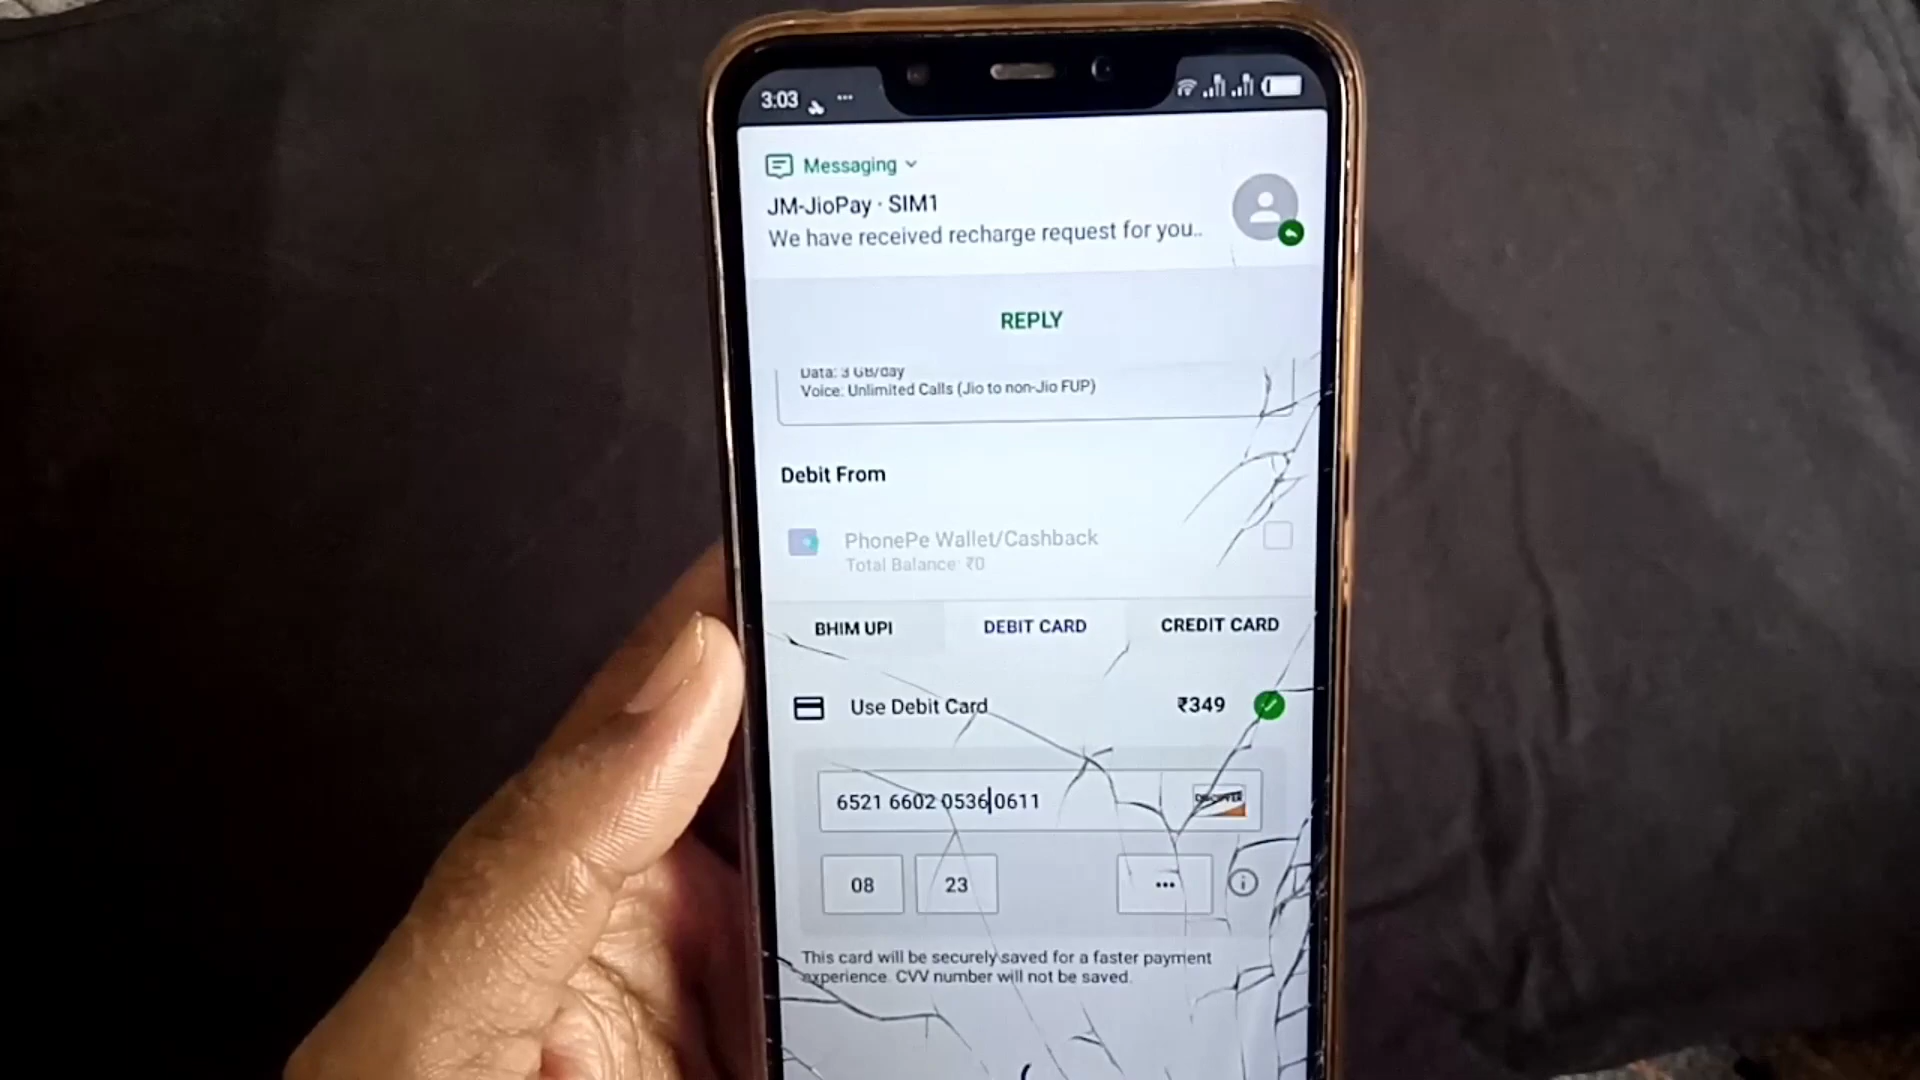 3:03 ...
Messaging
JM-JioPay · SIM1
We have received recharge request for you..
REPLY
Data: 3 GB/day
Voice: Unlimited Calls (Jio to non-Jio FUP)
Debit From
PhonePe Wallet/Cashback
Total Balance: ₹0
BHIM UPI DEBIT CARD CREDIT CARD
Use Debit Card ₹349
6521 6602 0536 0611 DISCOVER
08 23 •••
This card will be securely saved for a faster payment
experience. CVV number will not be saved.